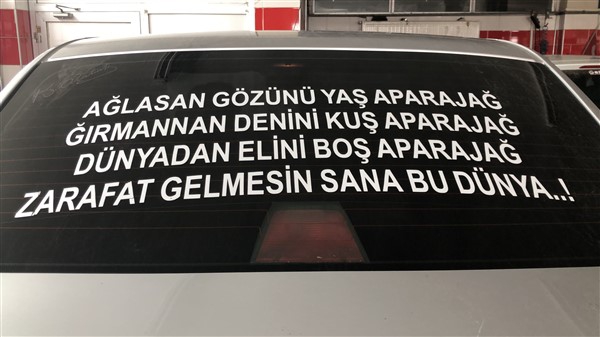 AĞLASAN GÖZÜNÜ YAŞ APARAJAĞ
ĞIRMANNAN DENİNİ KUŞ APARAJAĞ
DÜNYADAN ELİNİ BOŞ APARAJAĞ
ZARAFAT GELMESİN SANA BU DÜNYA..!